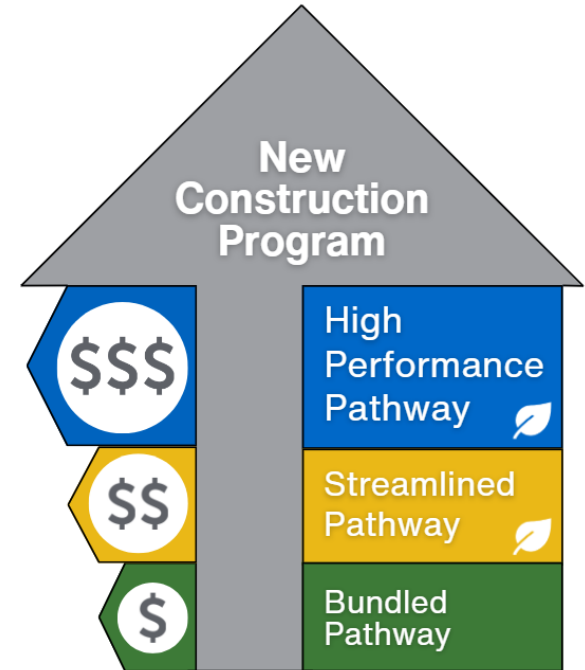 New
Construction
Program
$$$
High
Performance
Pathway
$$
Streamlined
Pathway
$
Bundled
Pathway